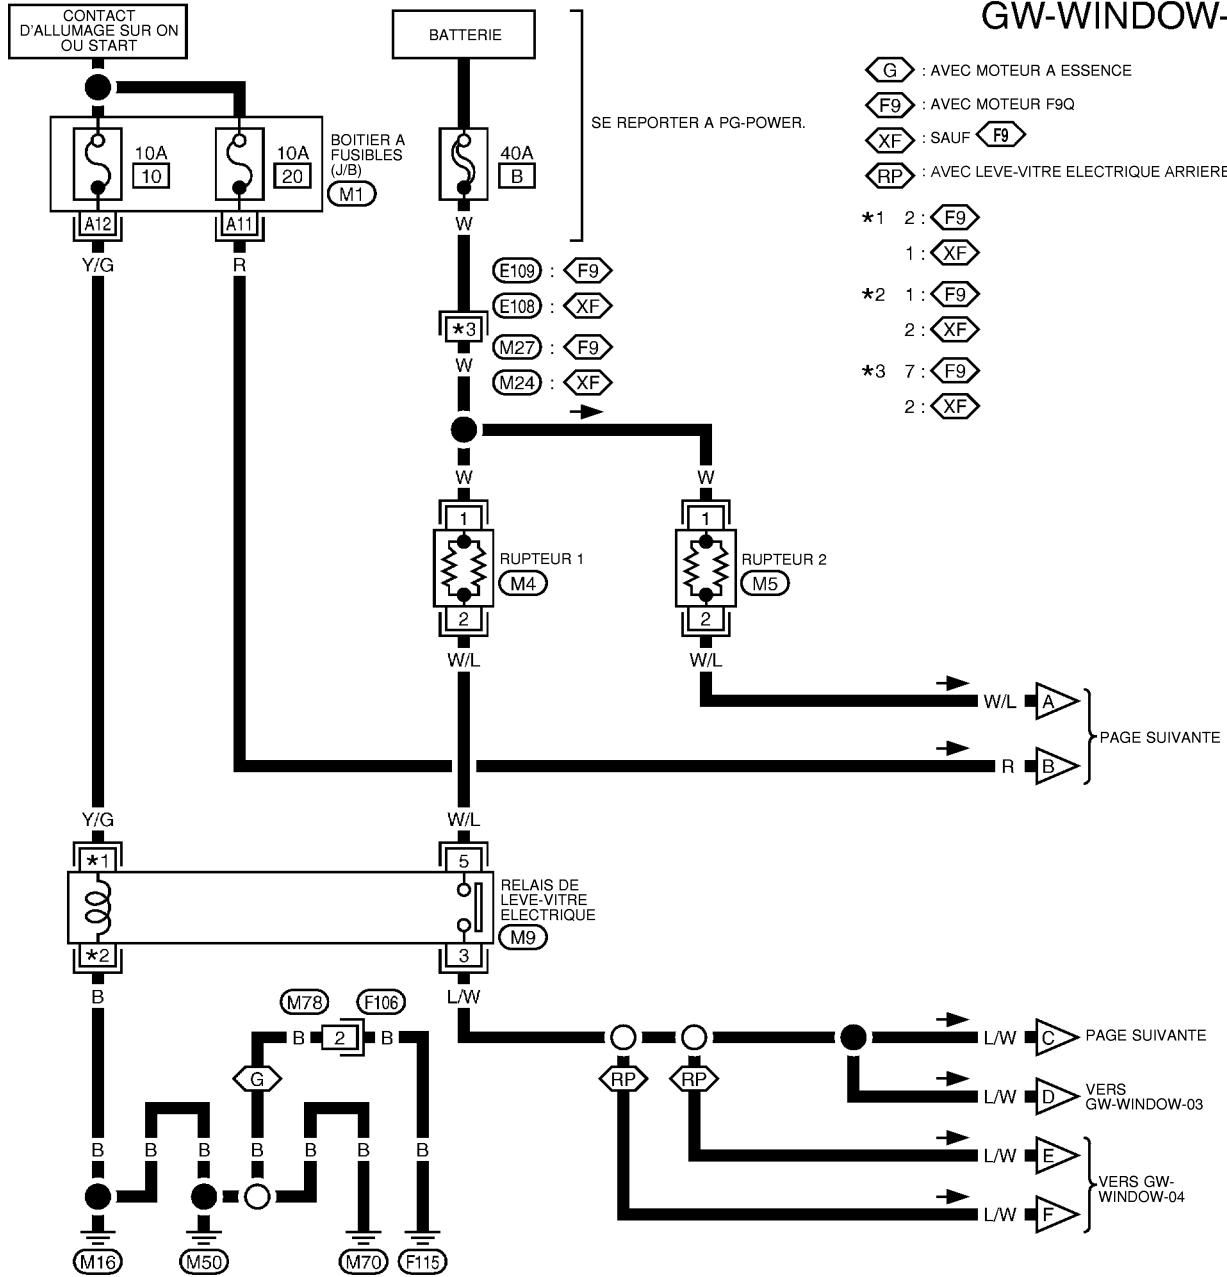 GW-WINDOW-
CONTACT
D'ALLUMAGE SUR ON
OU START
BATTERIE
SE REPORTER A PG-POWER.
G : AVEC MOTEUR A ESSENCE
F9 : AVEC MOTEUR F9Q
XF : SAUF F9
RP : AVEC LEVE-VITRE ELECTRIQUE ARRIERE
*1 2 : F9
1 : XF
*2 1 : F9
2 : XF
*3 7 : F9
2 : XF
10A
10
10A
20
BOITIER A
FUSIBLES
(J/B)
M1
40A
B
A12
A11
W
Y/G
R
E109 : F9
E108 : XF
*3
M27 : F9
W
M24 : XF
W
W
1
1
RUPTEUR 1
M4
RUPTEUR 2
M5
2
2
W/L
W/L
W/L A
PAGE SUIVANTE
R B
Y/G
W/L
*1
5
RELAIS DE
LEVE-VITRE
ELECTRIQUE
M9
*2
3
B
L/W
M78
F106
B 2 B
L/W C PAGE SUIVANTE
G
RP
RP
L/W D VERS
GW-WINDOW-03
B B B B B B B
L/W E
VERS GW-
WINDOW-04
L/W F
M16
M50
M70
F115